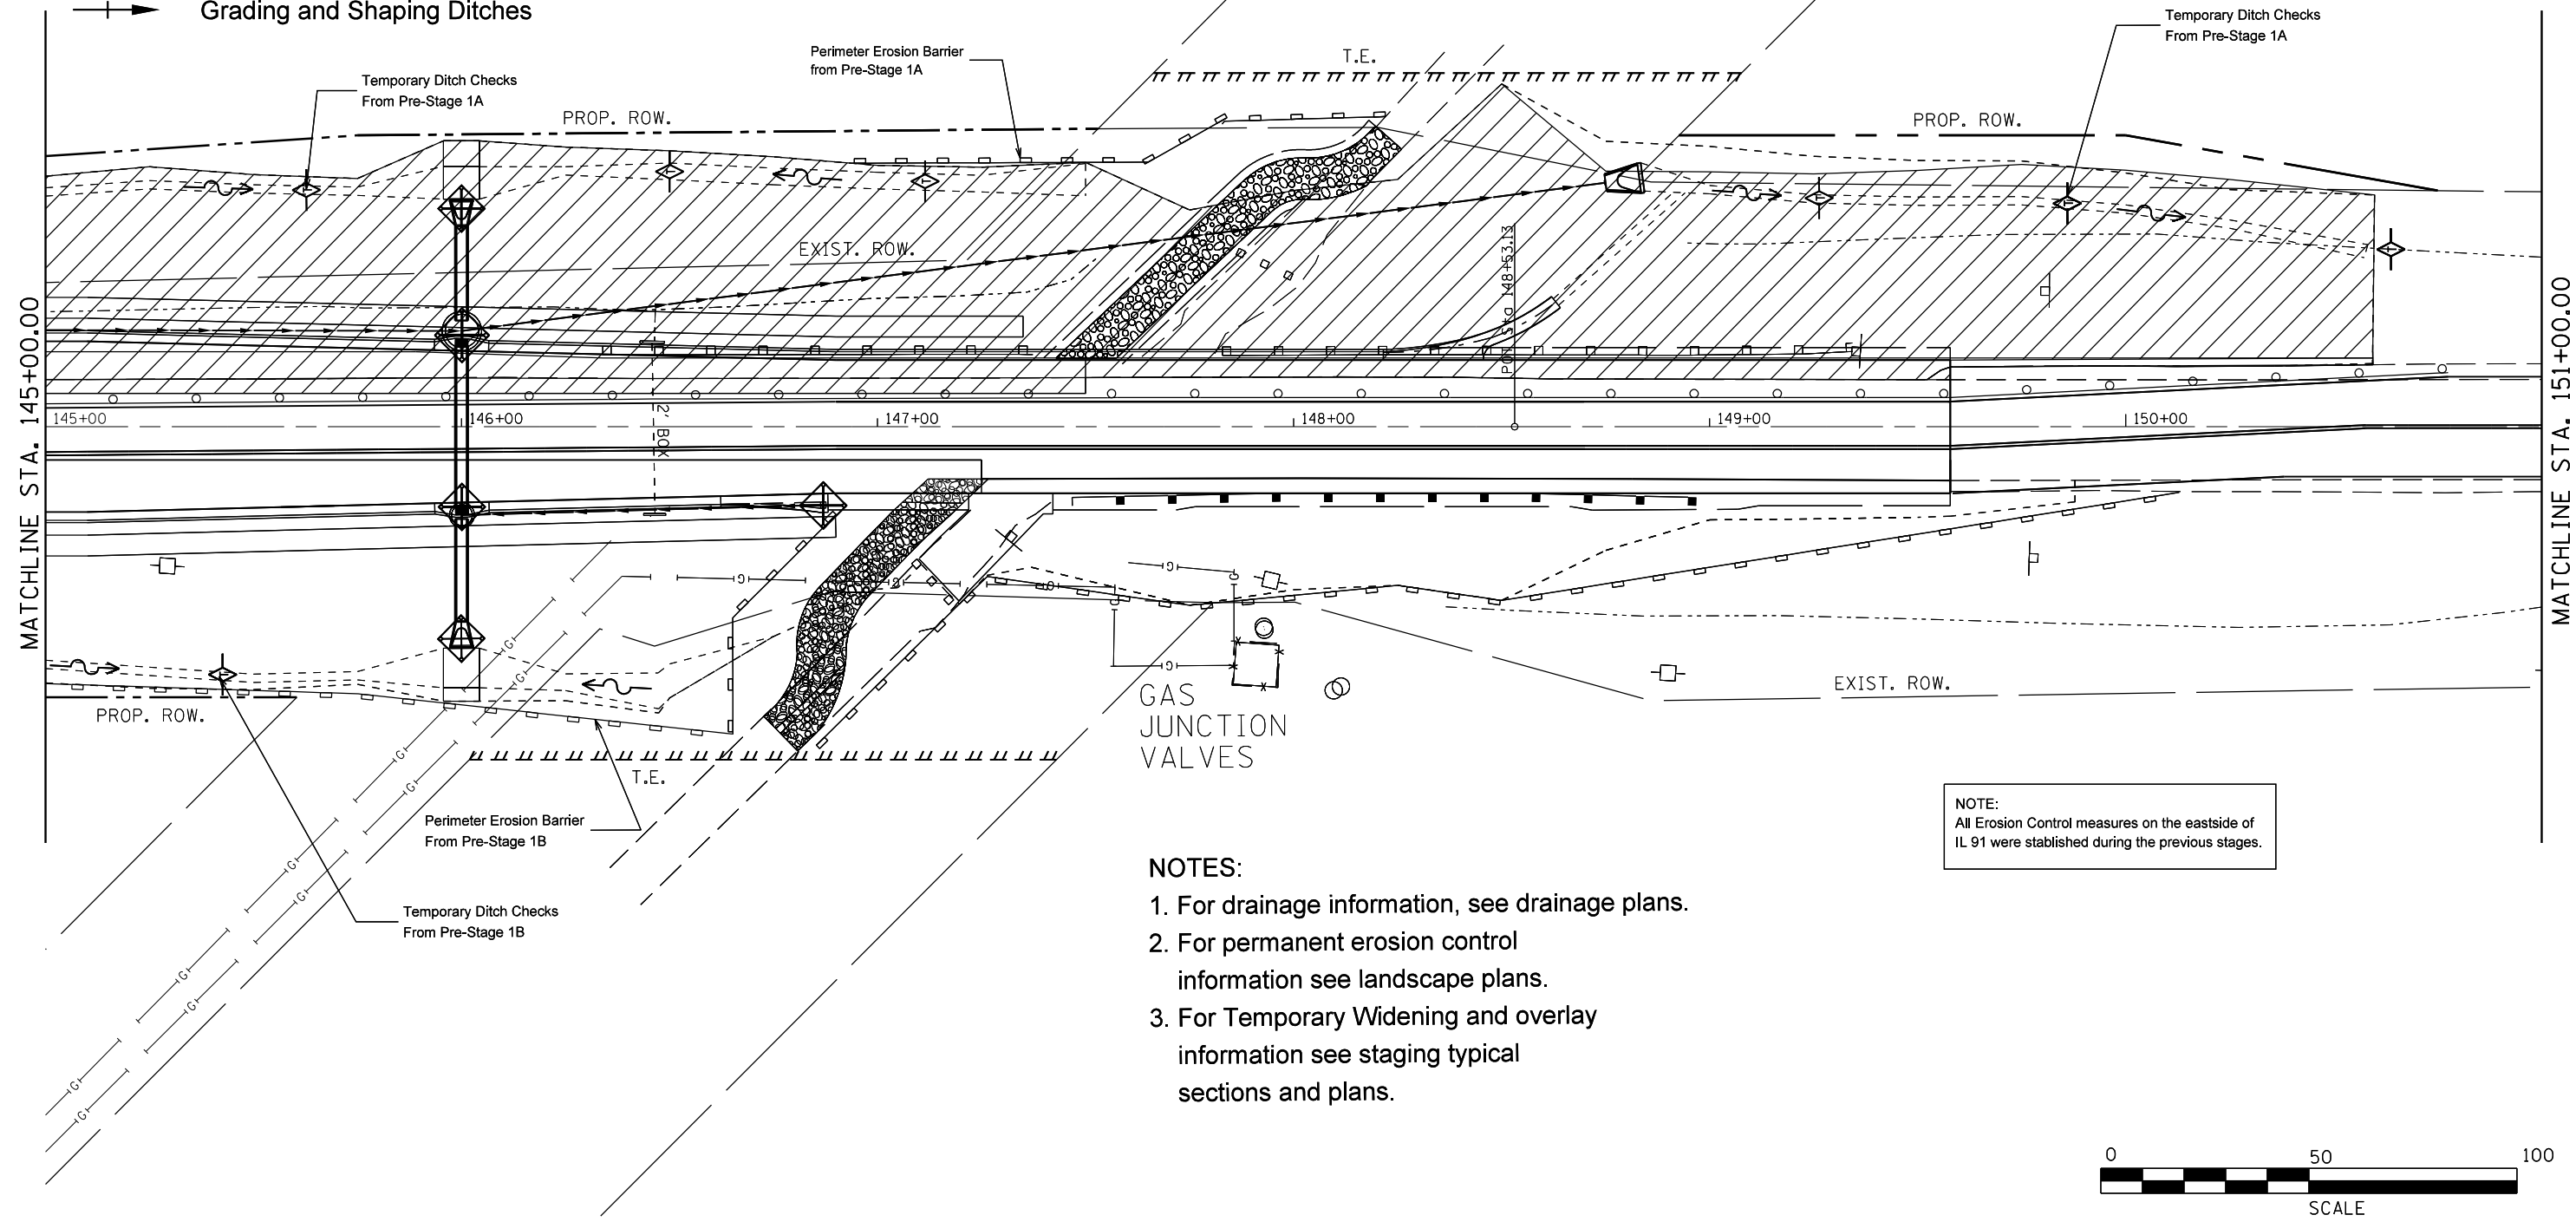 Grading and Shaping Ditches
Temporary Ditch Checks
From Pre-Stage 1A
Perimeter Erosion Barrier
from Pre-Stage 1A
T.E.
Temporary Ditch Checks
From Pre-Stage 1A
PROP. ROW.
PROP. ROW.
EXIST. ROW.
POT Sta 148+53.13
MATCHLINE STA. 145+00.00
MATCHLINE STA. 151+00.00
145+00
146+00
147+00
148+00
149+00
150+00
2' BOX
G
G
G
G
G
G
G
G
PROP. ROW.
GAS
JUNCTION
VALVES
EXIST. ROW.
T.E.
G
G
G
G
G
G
G
G
Perimeter Erosion Barrier
From Pre-Stage 1B
Temporary Ditch Checks
From Pre-Stage 1B
NOTE:
All Erosion Control measures on the eastside of
IL 91 were stablished during the previous stages.
NOTES:
1. For drainage information, see drainage plans.
2. For permanent erosion control
information see landscape plans.
3. For Temporary Widening and overlay
information see staging typical
sections and plans.
0 50 100
SCALE